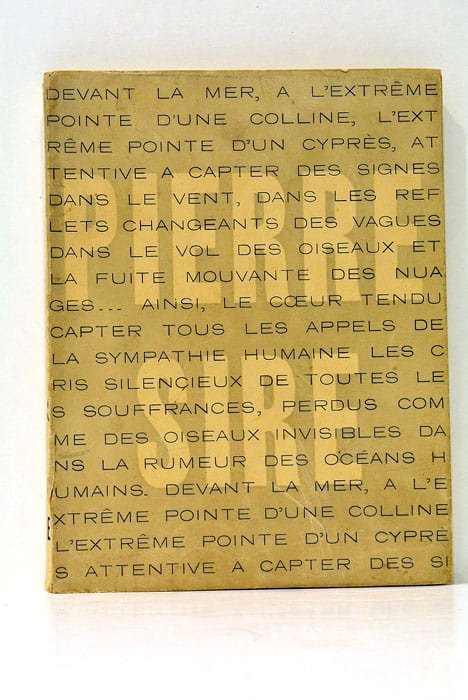 DEVANT LA MER, A L'EXTRÊME
POINTE D'UNE COLLINE, L'EXT
RÊME POINTE D'UN CYPRÈS, AT
TENTIVE A CAPTER DES SIGNES
DANS LE VENT, DANS LES REF
LETS CHANGEANTS DES VAGUES
DANS LE VOL DES OISEAUX ET
LA FUITE MOUVANTE DES NUA
GES... AINSI, LE CŒUR TENDU
CAPTER TOUS LES APPELS DE
LA SYMPATHIE HUMAINE LES C
RIS SILENÇIEUX DE TOUTES LE
S SOUFFRANCES, PERDUS COM
ME DES OISEAUX INVISIBLES DA
NS LA RUMEUR DES OCÉANS H
UMAINS. DEVANT LA MER, A L'E
XTRÊME POINTE D'UNE COLLINE
L'EXTRÊME POINTE D'UN CYPRÈ
S ATTENTIVE A CAPTER DES SI
PIERRE
SIRE